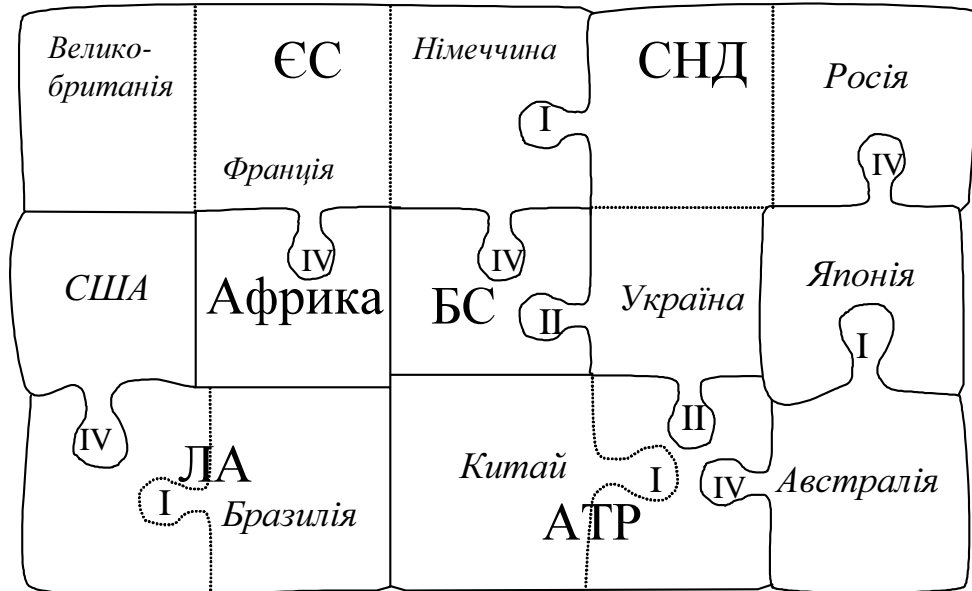 Велико-
британія
ЄС
Німеччина
СНД
Росія
I
Франція
IV
IV
IV
США
Африка
БС
II
Україна
Японія
I
IV
ЛА
I
Бразилія
Китай
I
II
IV
Австралія
АТР